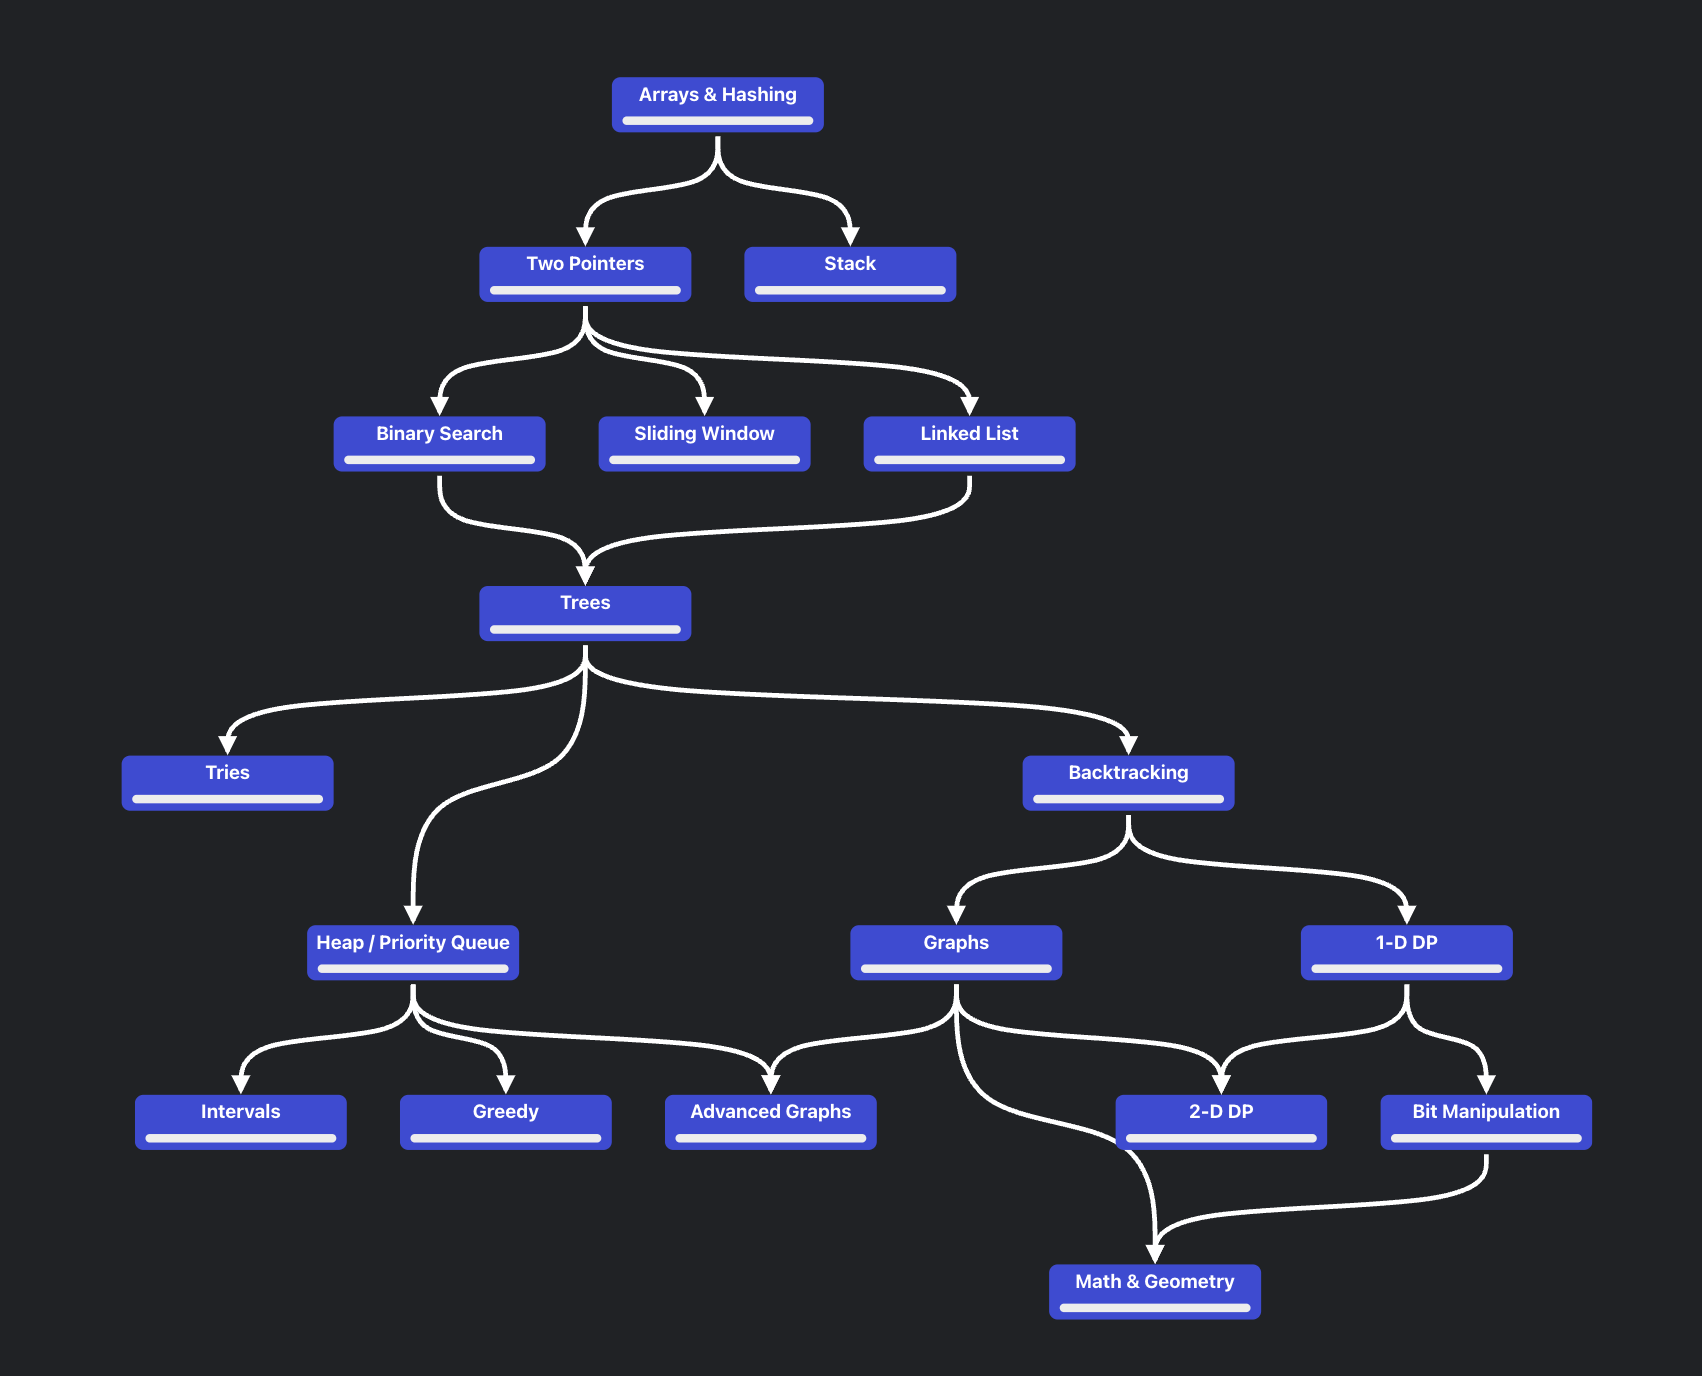 Arrays & Hashing
Two Pointers
Stack
Binary Search
Sliding Window
Linked List
Trees
Tries
Backtracking
Heap / Priority Queue
Graphs
1-D DP
Intervals
Greedy
Advanced Graphs
2-D DP
Bit Manipulation
Math & Geometry